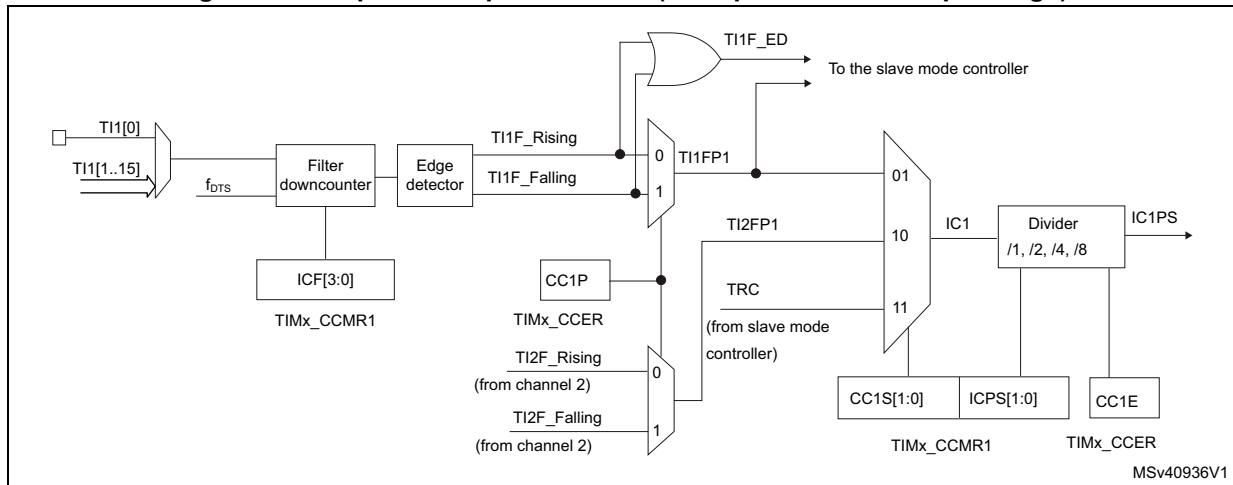 TI1F_ED
To the slave mode controller
TI1[0]
TI1[1..15]
fDTS
Filter
downcounter
Edge
detector
TI1F_Rising
TI1F_Falling
0
1
TI1FP1
01
TI2FP1
10
IC1
Divider
/1, /2, /4, /8
IC1PS
ICF[3:0]
TIMx_CCMR1
CC1P
TIMx_CCER
TRC
11
(from slave mode
controller)
TI2F_Rising
(from channel 2)
0
TI2F_Falling
(from channel 2)
1
CC1S[1:0]
ICPS[1:0]
CC1E
TIMx_CCMR1
TIMx_CCER
MSv40936V1